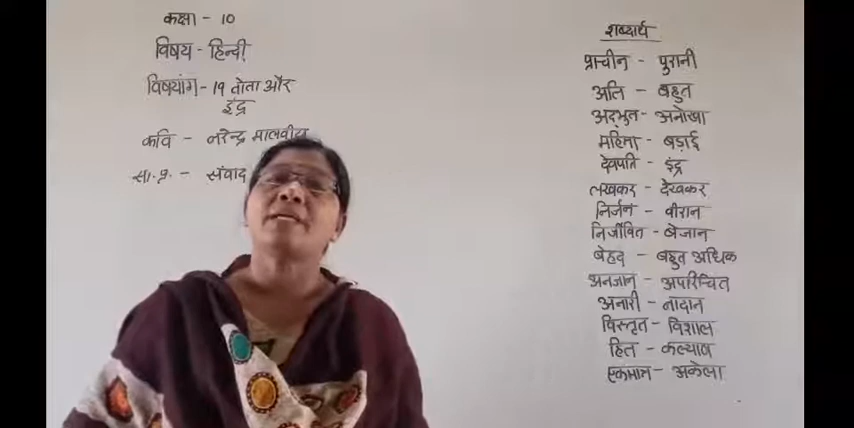 कक्षा - 10
विषय - हिन्दी
विषयांग - 19 तोता और
इंद्र
कवि - नरेन्द्र मालवीय
सा.प्र. - संवाद
शब्दार्थ
प्राचीन - पुरानी
अति - बहुत
अद्भुत - अनोखा
महिमा - बड़ाई
देवपति - इंद्र
लखकर - देखकर
निर्जन - वीरान
निर्जीवित - बेजान
बेहद - बहुत अधिक
अनजान - अपरिचित
अनारी - नादान
विस्तृत - विशाल
हित - कल्याण
एकमात्र - अकेला